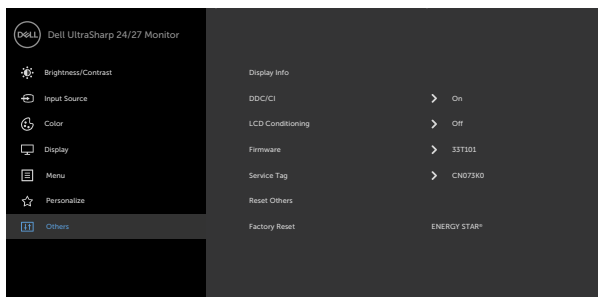 DELL Dell UltraSharp 24/27 Monitor
Brightness/Contrast Display Info
Input Source DDC/CI On
Color LCD Conditioning Off
Display Firmware 33T101
Menu Service Tag CN073K0
Personalize Reset Others
Others Factory Reset ENERGY STAR®